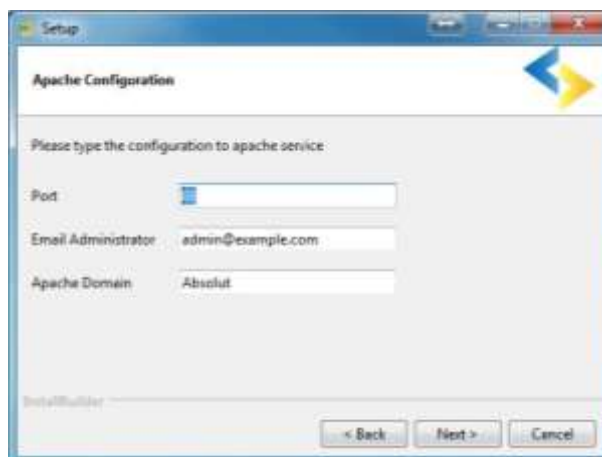 Setup
Apache Configuration
Please type the configuration to apache service
Port
Email Administrator admin@example.com
Apache Domain Absolut
InstallBuilder
< Back Next > Cancel